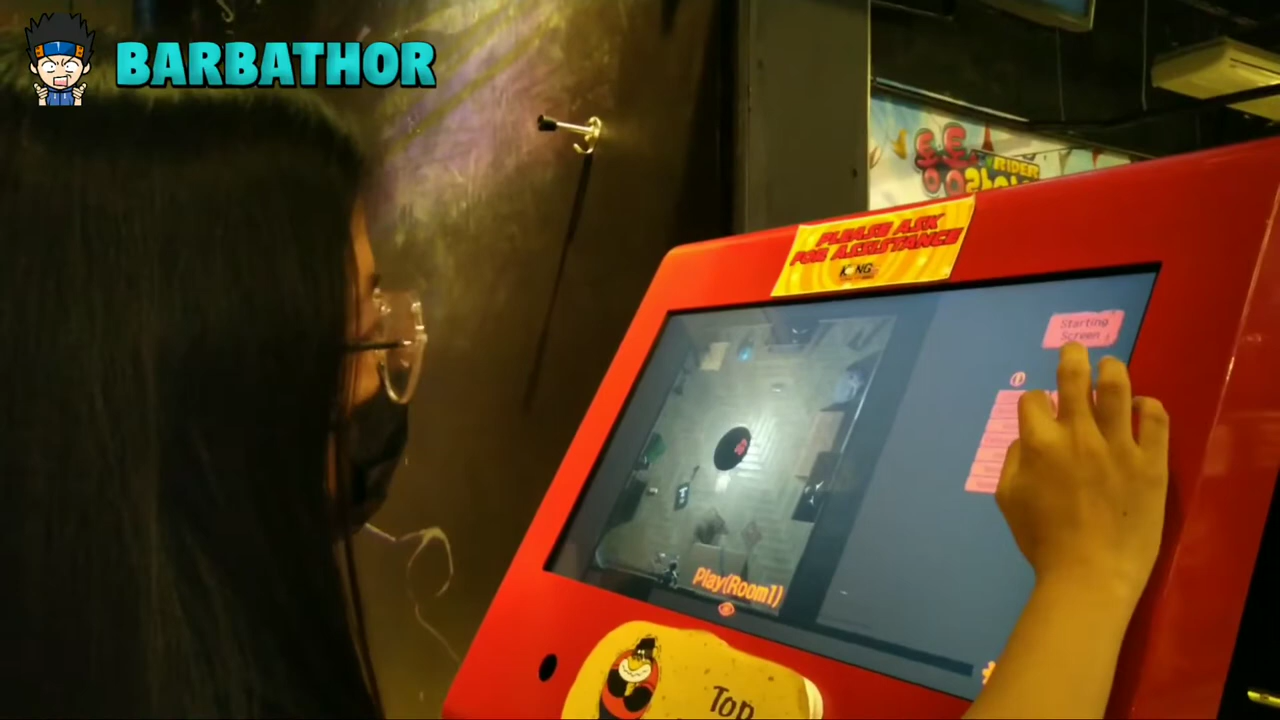 BARBATHOR
RIDER
PLEASE ASK
FOR ASSISTANCE
KONG
Starting
Screen
Play(Room1)
Top